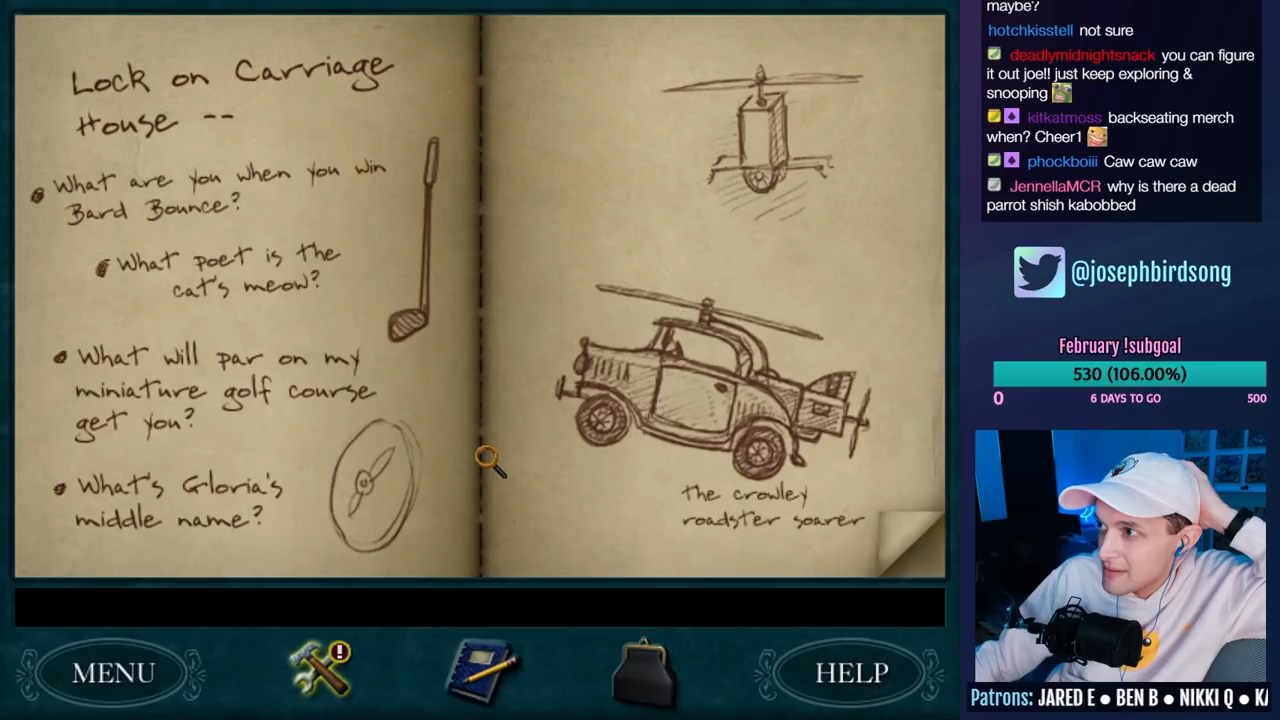 Lock on Carriage
House --
What are you when you win
Bard Bounce?
What poet is the
cat's meow?
What will par on my
miniature golf course
get you?
What's Gloria's
middle name?
the crowley
roadster soarer
MENU
HELP
maybe?
hotchkisstell not sure
deadlymidnightsnack you can figure
it out joe!! just keep exploring &
snooping
kitkatmoss backseating merch
when? Cheer1
phockboiii Caw caw caw
JennellaMCR why is there a dead
parrot shish kabobbed
@josephbirdsong
February !subgoal
530 (106.00%)
0 6 DAYS TO GO 500
Patrons: JARED E ● BEN B ● NIKKI Q ● KA